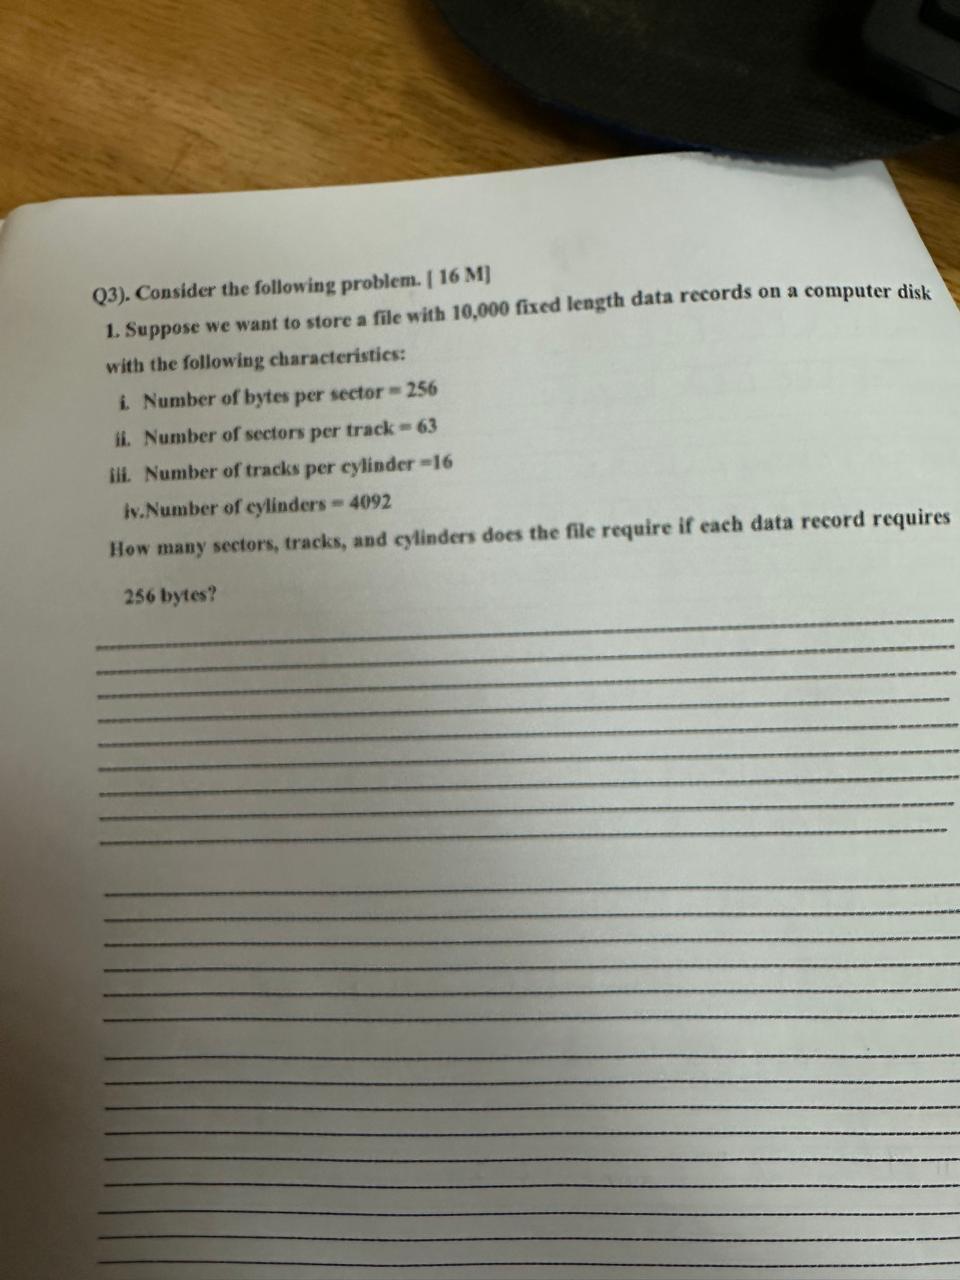 Q3). Consider the following problem. [ 16 M]
1. Suppose we want to store a file with 10,000 fixed length data records on a computer disk
with the following characteristics:
i. Number of bytes per sector = 256
ii. Number of sectors per track = 63
iii. Number of tracks per cylinder =16
iv.Number of cylinders = 4092
How many sectors, tracks, and cylinders does the file require if each data record requires
256 bytes?